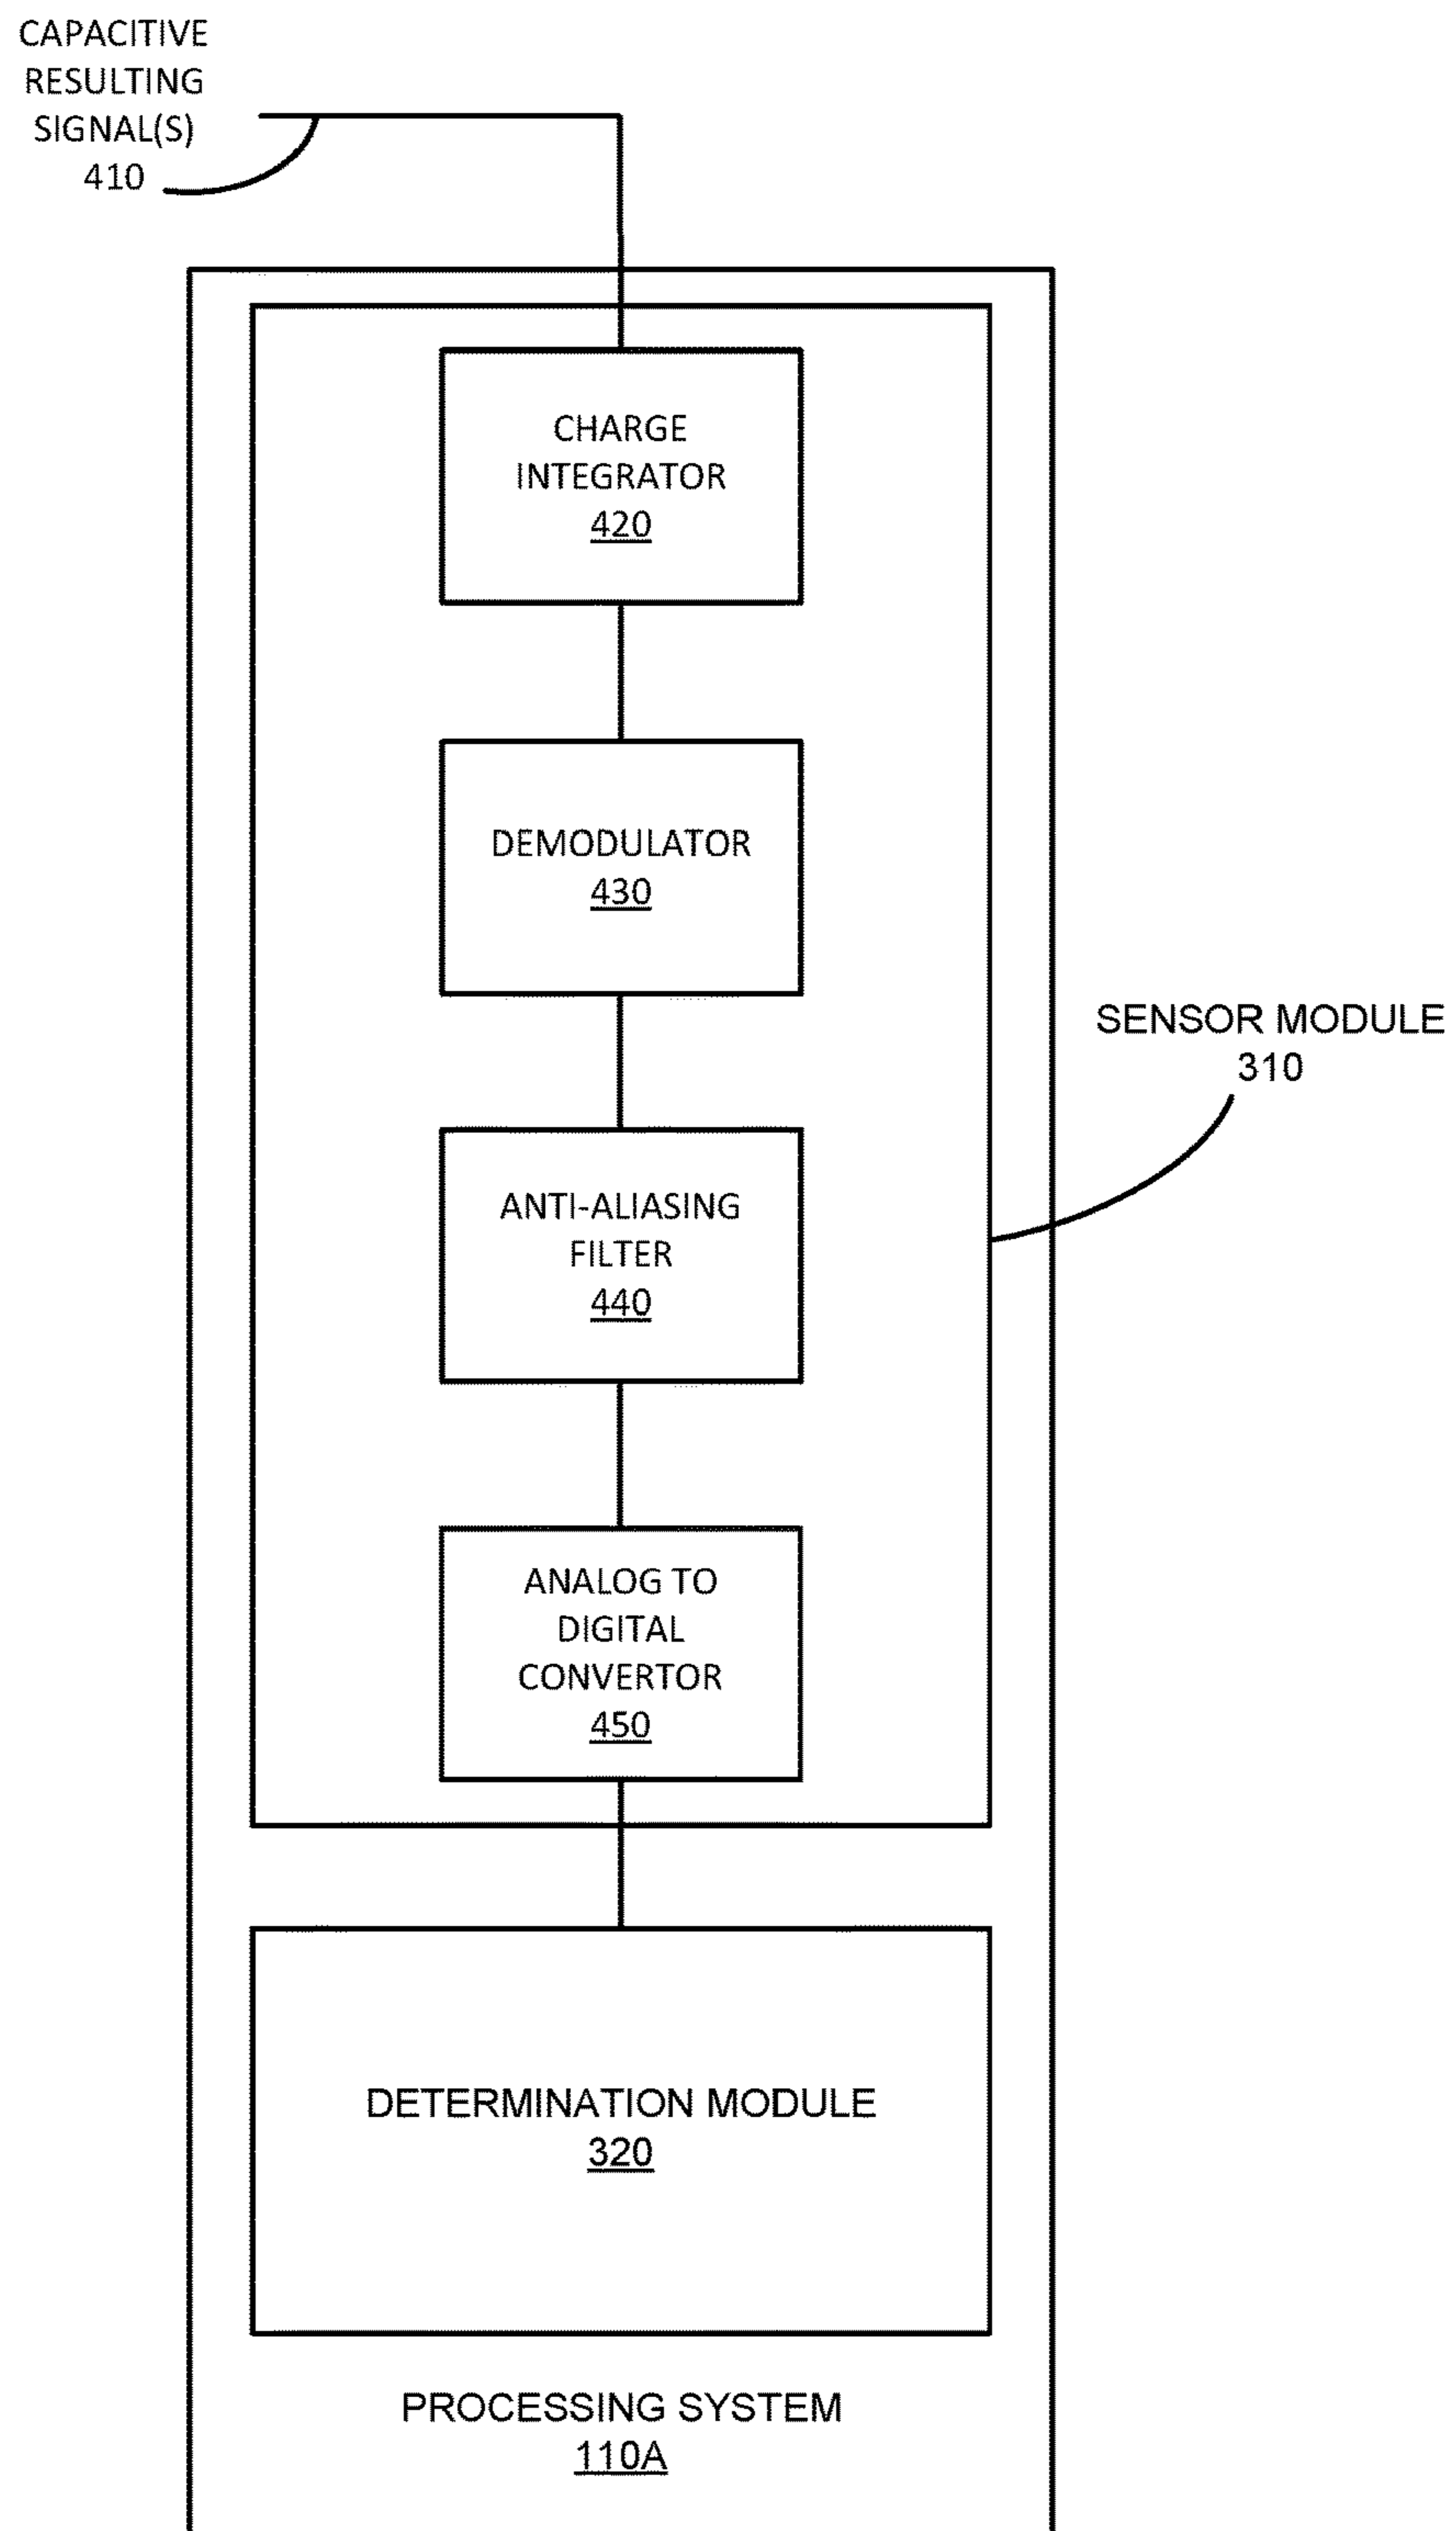 CAPACITIVE
RESULTING
SIGNAL(S)
410
CHARGE
INTEGRATOR
420
DEMODULATOR
430
SENSOR MODULE
310
ANTI-ALIASING
FILTER
440
ANALOG TO
DIGITAL
CONVERTOR
450
DETERMINATION MODULE
320
PROCESSING SYSTEM
110A